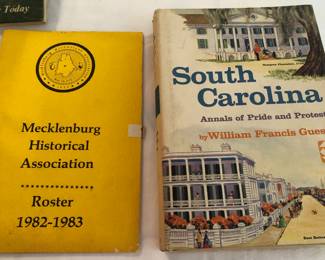 Today
Mecklenburg
Historical
Association
Roster
1982-1983
South
Carolina
Annals of Pride and Protest
by William Francis Gues